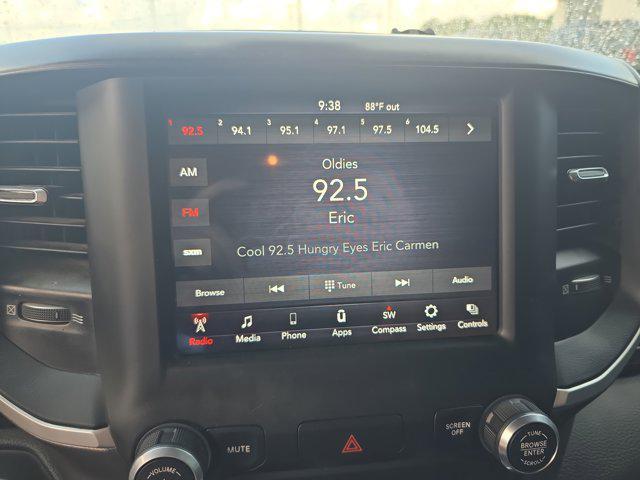 9:38 88°F out
1 92.5 2 94.1 3 95.1 4 97.1 5 97.5 6 104.5
AM
Oldies
92.5
FM
Eric
sxm
Cool 92.5 Hungry Eyes Eric Carmen
Browse Tune Audio
SW
Radio Media Phone Apps Compass Settings Controls
VOLUME
MUTE
SCREEN OFF
TUNE
BROWSE
ENTER
SCROLL